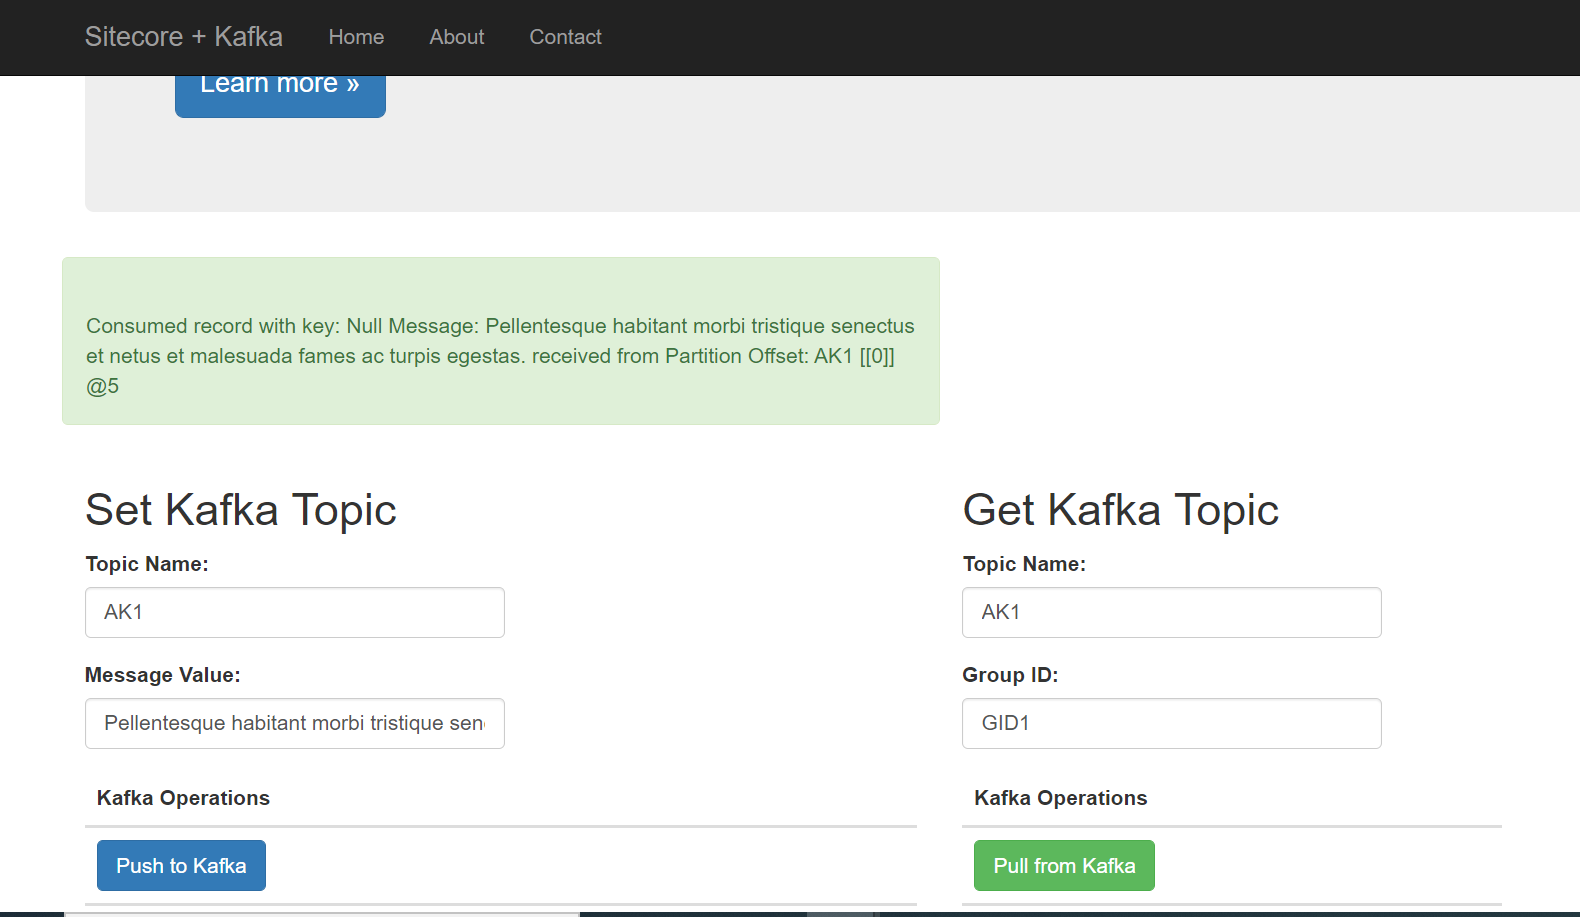 Sitecore + Kafka Home About Contact
Learn more »
Consumed record with key: Null Message: Pellentesque habitant morbi tristique senectus
et netus et malesuada fames ac turpis egestas. received from Partition Offset: AK1 [[0]]
@5
Set Kafka Topic
Topic Name:
AK1
Message Value:
Pellentesque habitant morbi tristique sen
Kafka Operations
Push to Kafka
Get Kafka Topic
Topic Name:
AK1
Group ID:
GID1
Kafka Operations
Pull from Kafka